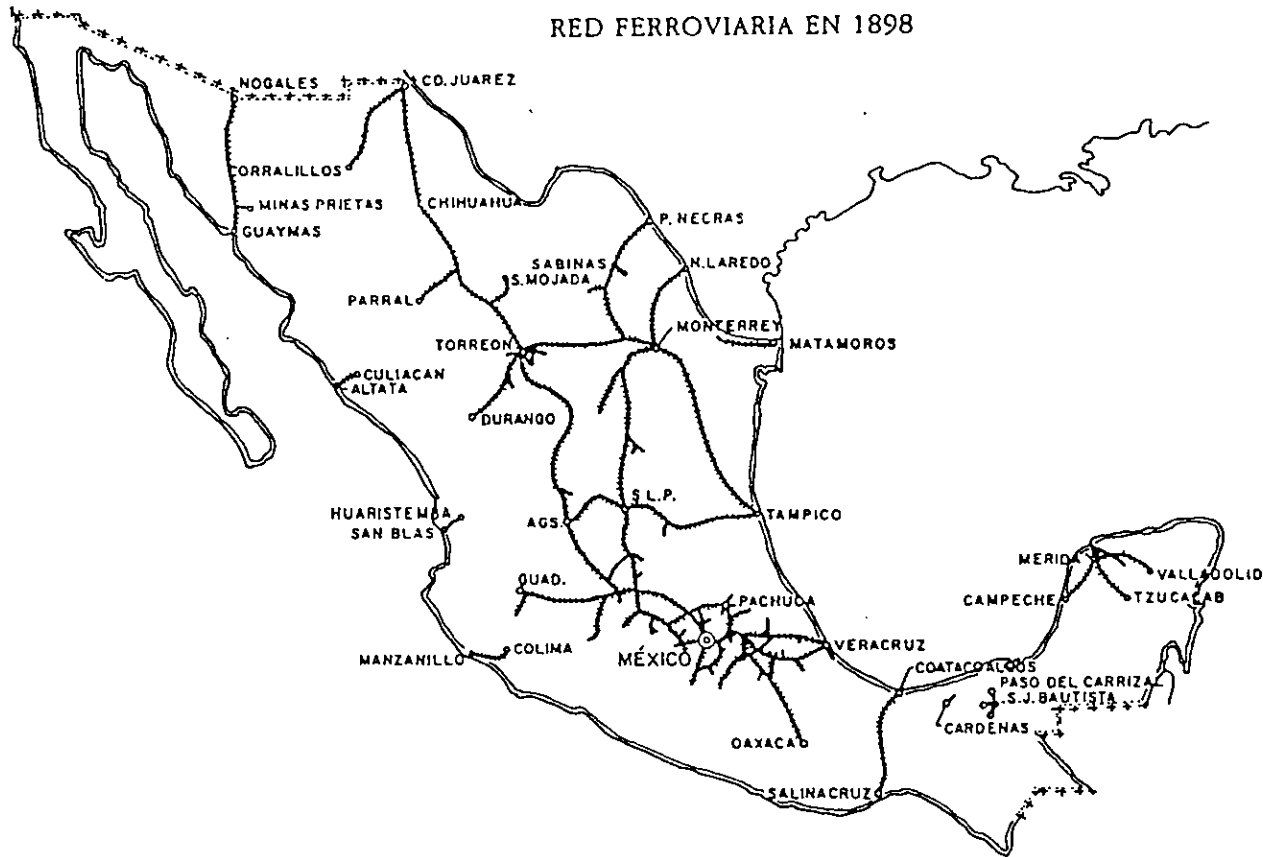 RED FERROVIARIA EN 1898
NOGALES
CD. JUAREZ
CORRALILLOS
MINAS PRIETAS
CHIHUAHUA
GUAYMAS
P. NEGRAS
SABINAS
N. LAREDO
S. MOJADA
PARRAL
MONTERREY
TORREON
MATAMOROS
CULIACAN
ALTATA
DURANGO
S.L.P.
HUARISTEMBA
AGS.
TAMPICO
SAN BLAS
MERIDA
VALLADOLID
GUAD.
CAMPECHE
TZUCALAB
PACHUCA
COLIMA
MÉXICO
VERACRUZ
MANZANILLO
COATACOALCOS
PASO DEL CARRIZAL
S.J. BAUTISTA
CARDENAS
OAXACA
SALINACRUZ